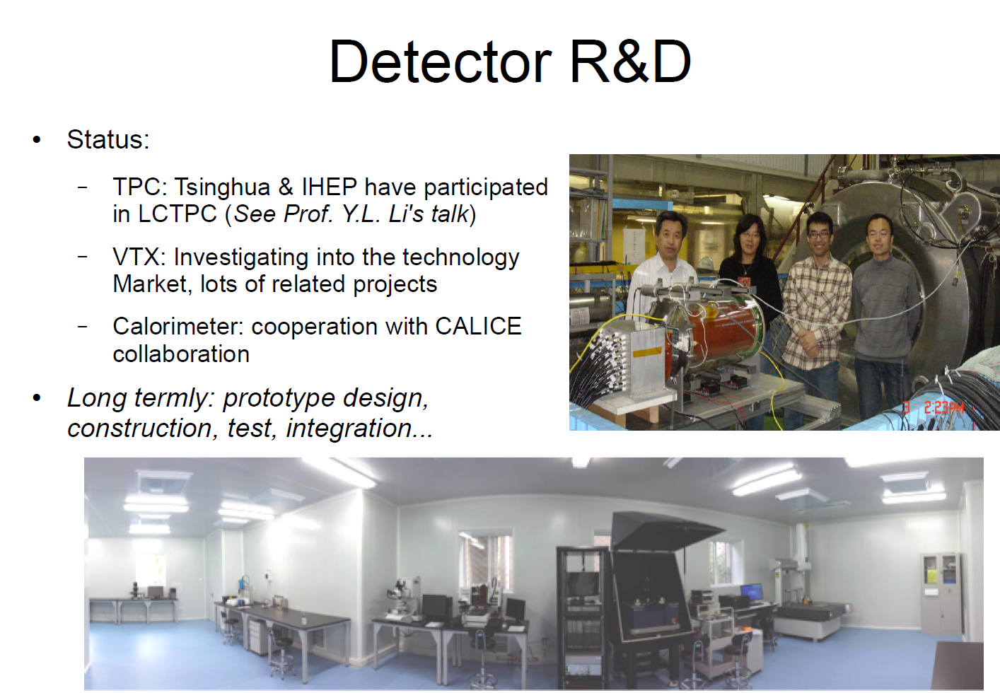 Detector R&D
• Status:
– TPC: Tsinghua & IHEP have participated
in LCTPC (See Prof. Y.L. Li's talk)
– VTX: Investigating into the technology
Market, lots of related projects
– Calorimeter: cooperation with CALICE
collaboration
• Long termly: prototype design,
construction, test, integration...
3 2:23PM